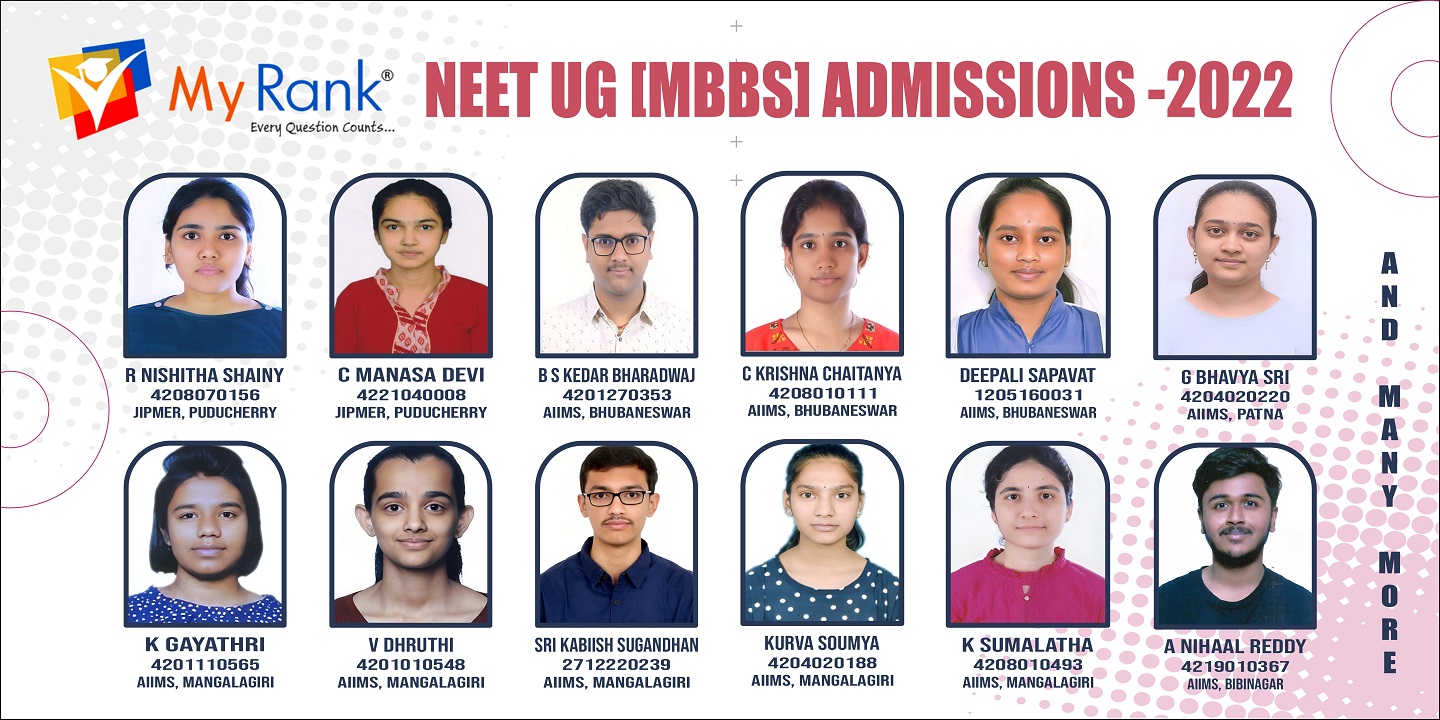 My Rank®
Every Question Counts...
NEET UG [MBBS] ADMISSIONS -2022
R NISHITHA SHAINY
4208070156
JIPMER, PUDUCHERRY
C MANASA DEVI
4221040008
JIPMER, PUDUCHERRY
B S KEDAR BHARADWAJ
4201270353
AIIMS, BHUBANESWAR
C KRISHNA CHAITANYA
4208010111
AIIMS, BHUBANESWAR
DEEPALI SAPAVAT
1205160031
AIIMS, BHUBANESWAR
G BHAVYA SRI
4204020220
AIIMS, PATNA
K GAYATHRI
4201110565
AIIMS, MANGALAGIRI
V DHRUTHI
4201010548
AIIMS, MANGALAGIRI
SRI KABIISH SUGANDHAN
2712220239
AIIMS, MANGALAGIRI
KURVA SOUMYA
4204020188
AIIMS, MANGALAGIRI
K SUMALATHA
4208010493
AIIMS, MANGALAGIRI
A NIHAAL REDDY
4219010367
AIIMS, BIBINAGAR
AND MANY MORE